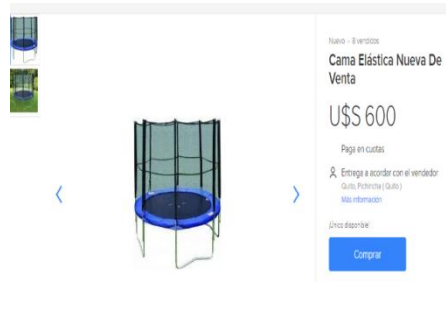 Nuevo - 8 vendidos
Cama Elástica Nueva De
Venta
U$S 600
Paga en cuotas
Entrega a acordar con el vendedor
Quito, Pichincha ( Quito )
Más información
¡Único disponible!
Comprar